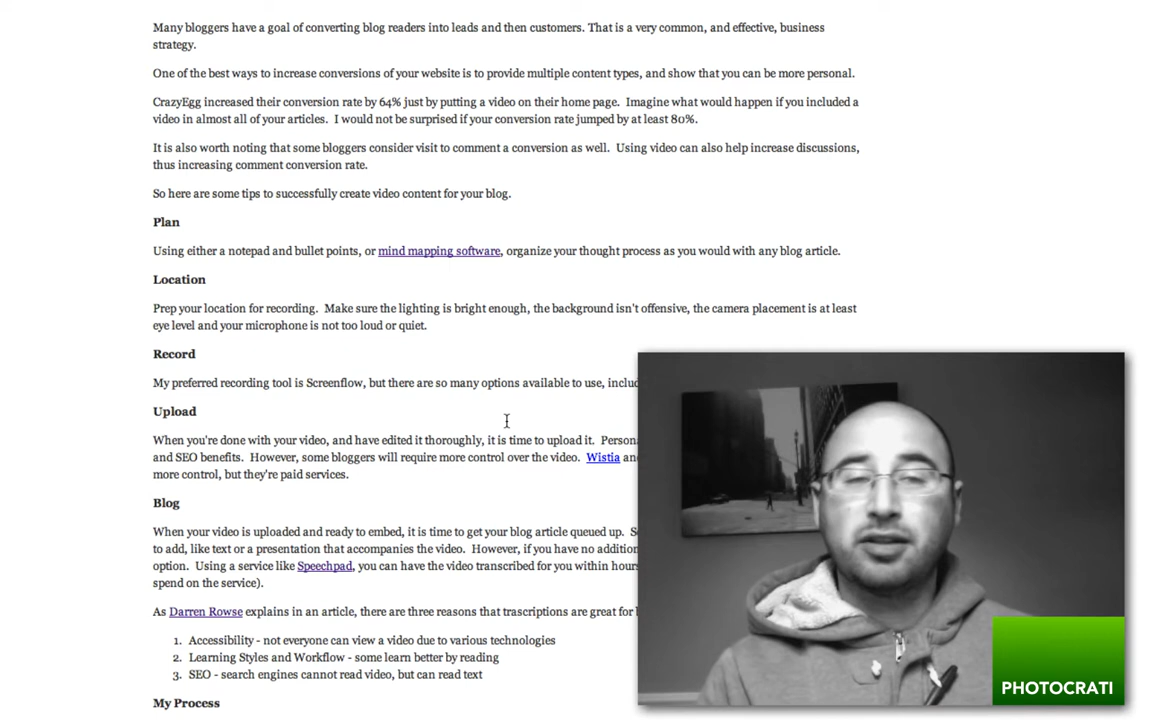 Many bloggers have a goal of converting blog readers into leads and then customers. That is a very common, and effective, business
strategy.
One of the best ways to increase conversions of your website is to provide multiple content types, and show that you can be more personal.
CrazyEgg increased their conversion rate by 64% just by putting a video on their home page. Imagine what would happen if you included a
video in almost all of your articles. I would not be surprised if your conversion rate jumped by at least 80%.
It is also worth noting that some bloggers consider visit to comment a conversion as well. Using video can also help increase discussions,
thus increasing comment conversion rate.
So here are some tips to successfully create video content for your blog.
Plan
Using either a notepad and bullet points, or mind mapping software, organize your thought process as you would with any blog article.
Location
Prep your location for recording. Make sure the lighting is bright enough, the background isn't offensive, the camera placement is at least
eye level and your microphone is not too loud or quiet.
Record
My preferred recording tool is Screenflow, but there are so many options available to use,
Upload
When you're done with your video, and have edited it thoroughly, it is time to upload it.
and SEO benefits. However, some bloggers will require more control over the video. Wistia
more control, but they're paid services.
Blog
When your video is uploaded and ready to embed, it is time to get your blog article queued up.
to add, like text or a presentation that accompanies the video. However, if you have no
option. Using a service like Speechpad, you can have the video transcribed for you within hours
spend on the service).
As Darren Rowse explains in an article, there are three reasons that trascriptions are great for
1. Accessibility - not everyone can view a video due to various technologies
2. Learning Styles and Workflow - some learn better by reading
3. SEO - search engines cannot read video, but can read text
My Process
PHOTOCRATI